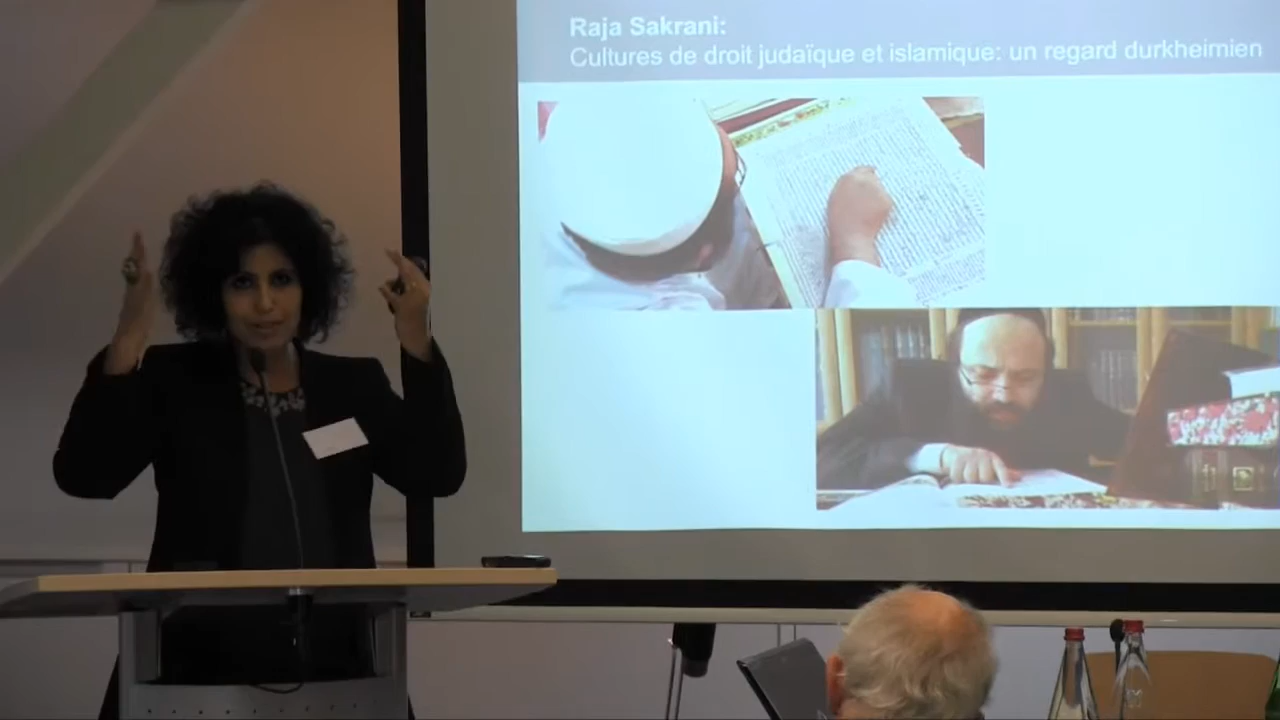 Raja Sakrani:
Cultures de droit judaïque et islamique: un regard durkheimien